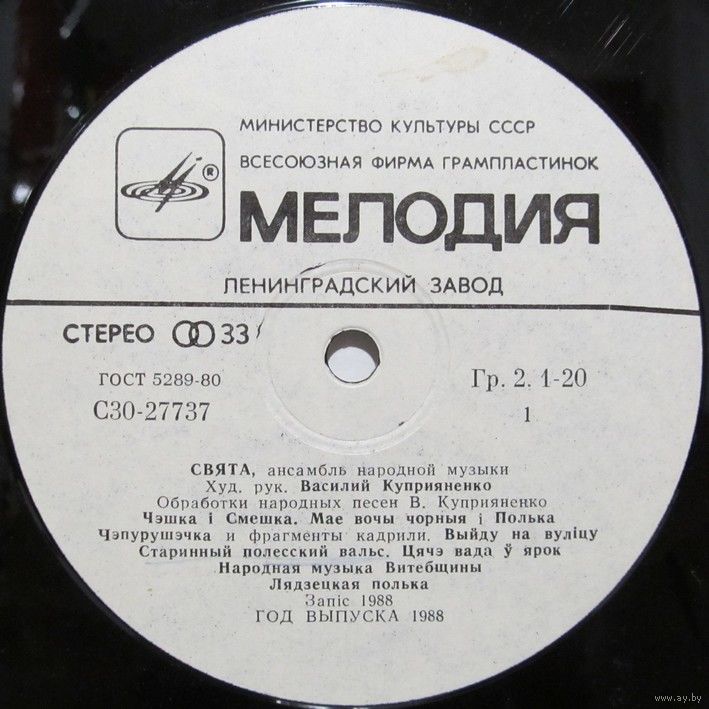 МИНИСТЕРСТВО КУЛЬТУРЫ СССР
ВСЕСОЮЗНАЯ ФИРМА ГРАМПЛАСТИНОК
®
МЕЛОДИЯ
ЛЕНИНГРАДСКИЙ ЗАВОД
СТЕРЕО 33
ГОСТ 5289-80
Гр. 2. 1-20
С30-27737
1
СВЯТА, ансамбль народной музыки
Худ. рук. Василий Куприяненко
Обработки народных песен В. Куприяненко
Чэшка і Смешка. Мае вочы чорныя і Полька
Чэпурушэчка и фрагменты кадрили. Выйду на вуліцу
Старинный полесский вальс. Цячэ вада ў ярок
Народная музыка Витебщины
Лядзецкая полька
Запіс 1988
ГОД ВЫПУСКА 1988
www.ay.by